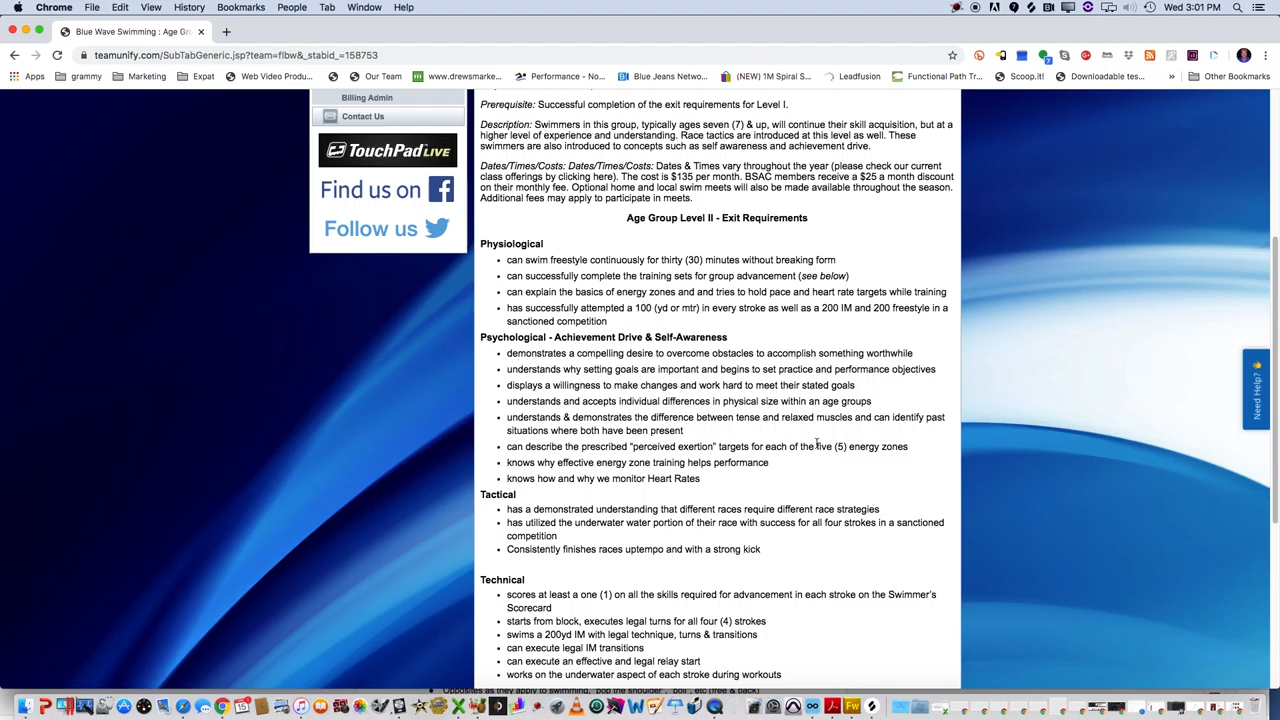 Chrome File Edit View History Bookmarks People Tab Window Help Wed 3:01 PM
Blue Wave Swimming : Age Gr
teamunify.com/SubTabGeneric.jsp?team=flbw&_stabid_=158753
Apps grammy Marketing Expat Web Video Produ... Our Team www.drewsmarke... Performance - No... Blue Jeans Netwo... (NEW) 1M Spiral S... Leadfusion Functional Path Tr... Scoop.it! Downloadable tes... » Other Bookmarks
Billing Admin
Contact Us
TouchPad LIVE
Find us on
Follow us
Prerequisite: Successful completion of the exit requirements for Level I.
Description: Swimmers in this group, typically ages seven (7) & up, will continue their skill acquisition, but at a
higher level of experience and understanding. Race tactics are introduced at this level as well. These
swimmers are also introduced to concepts such as self awareness and achievement drive.
Dates/Times/Costs: Dates/Times/Costs: Dates & Times vary throughout the year (please check our current
class offerings by clicking here). The cost is $135 per month. BSAC members receive a $25 a month discount
on their monthly fee. Optional home and local swim meets will also be made available throughout the season.
Additional fees may apply to participate in meets.
Age Group Level II - Exit Requirements
Physiological
• can swim freestyle continuously for thirty (30) minutes without breaking form
• can successfully complete the training sets for group advancement (see below)
• can explain the basics of energy zones and and tries to hold pace and heart rate targets while training
• has successfully attempted a 100 (yd or mtr) in every stroke as well as a 200 IM and 200 freestyle in a
sanctioned competition
Psychological - Achievement Drive & Self-Awareness
• demonstrates a compelling desire to overcome obstacles to accomplish something worthwhile
• understands why setting goals are important and begins to set practice and performance objectives
• displays a willingness to make changes and work hard to meet their stated goals
• understands and accepts individual differences in physical size within an age groups
• understands & demonstrates the difference between tense and relaxed muscles and can identify past
situations where both have been present
• can describe the prescribed "perceived exertion" targets for each of the five (5) energy zones
• knows why effective energy zone training helps performance
• knows how and why we monitor Heart Rates
Tactical
• has a demonstrated understanding that different races require different race strategies
• has utilized the underwater water portion of their race with success for all four strokes in a sanctioned
competition
• Consistently finishes races uptempo and with a strong kick
Technical
• scores at least a one (1) on all the skills required for advancement in each stroke on the Swimmer's
Scorecard
• starts from block, executes legal turns for all four (4) strokes
• swims a 200yd IM with legal technique, turns & transitions
• can execute legal IM transitions
• can execute an effective and legal relay start
• works on the underwater aspect of each stroke during workouts
Need Help?